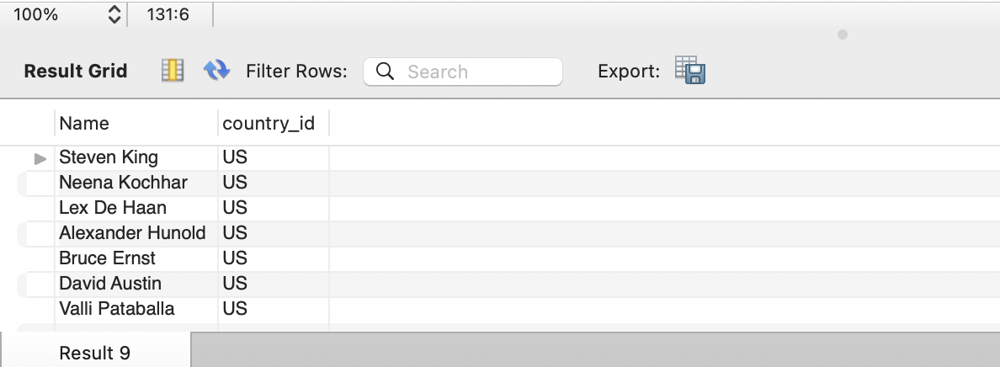 100% 131:6
Result Grid Filter Rows: Search Export:
Name country_id
Steven King US
Neena Kochhar US
Lex De Haan US
Alexander Hunold US
Bruce Ernst US
David Austin US
Valli Pataballa US
Result 9